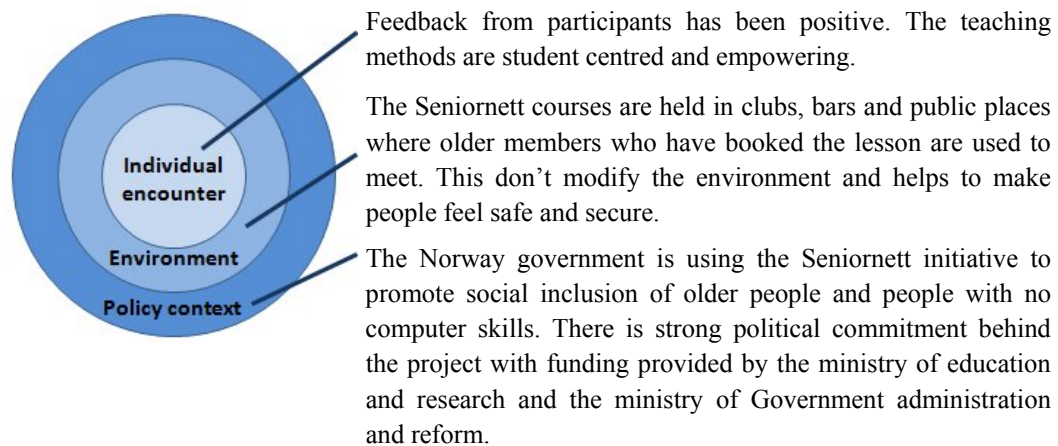 Feedback from participants has been positive. The teaching
methods are student centred and empowering.
The Seniornett courses are held in clubs, bars and public places
where older members who have booked the lesson are used to
meet. This don’t modify the environment and helps to make
people feel safe and secure.
The Norway government is using the Seniornett initiative to
promote social inclusion of older people and people with no
computer skills. There is strong political commitment behind
the project with funding provided by the ministry of education
and research and the ministry of Government administration
and reform.
Individual
encounter
Environment
Policy context